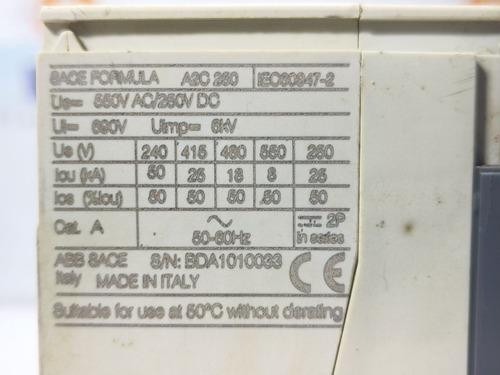 SACE FORMULA A2C 250 IEC60947-2
Ue= 550V AC/250V DC
Ui= 690V Uimp= 6kV
Ue (V) 240 415 460 550 250
Icu (kA) 50 25 18 8 25
Ics (%Icu) 50 50 50 50 50
Cat. A ~ 50-60Hz 2P in series
ABB SACE S/N: BDA1010033 CE
Italy MADE IN ITALY
Suitable for use at 50°C without derating